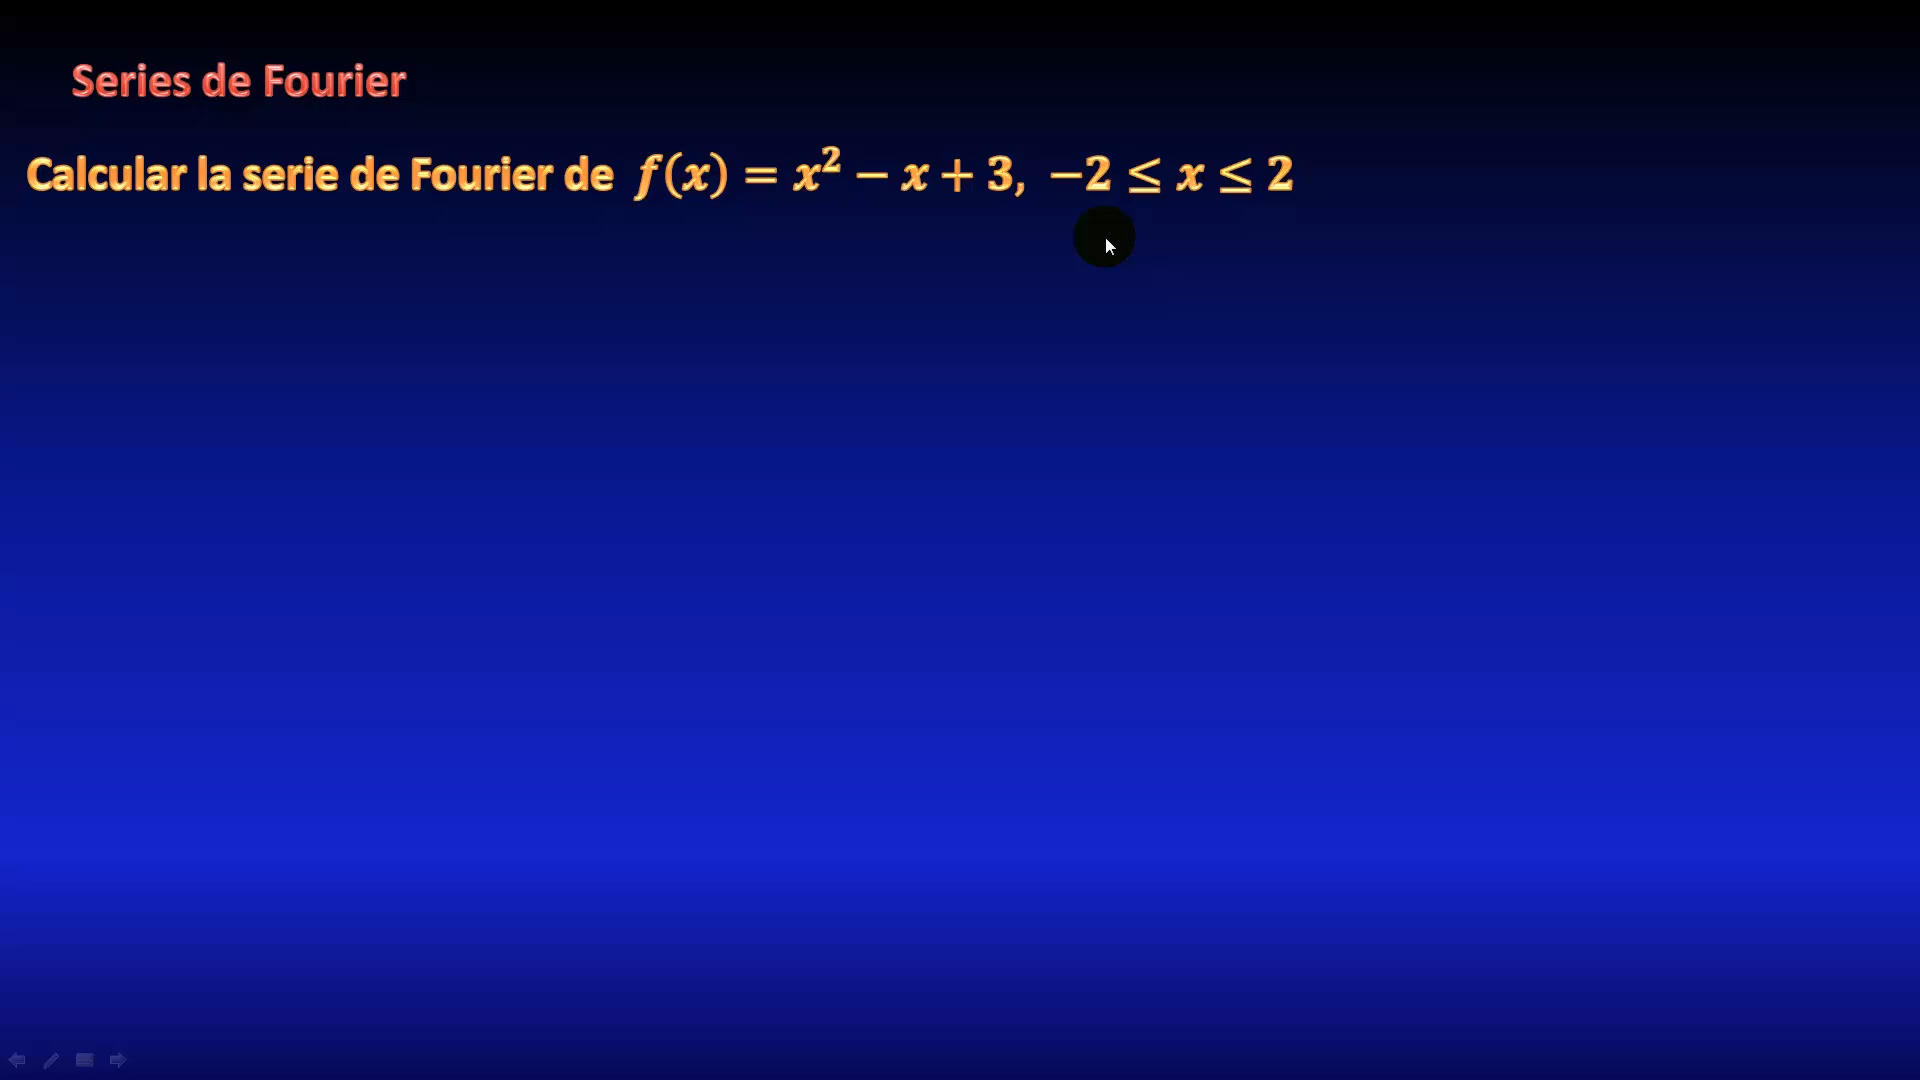 Series de Fourier
Calcular la serie de Fourier de f(x) = x² − x + 3, −2 ≤ x ≤ 2